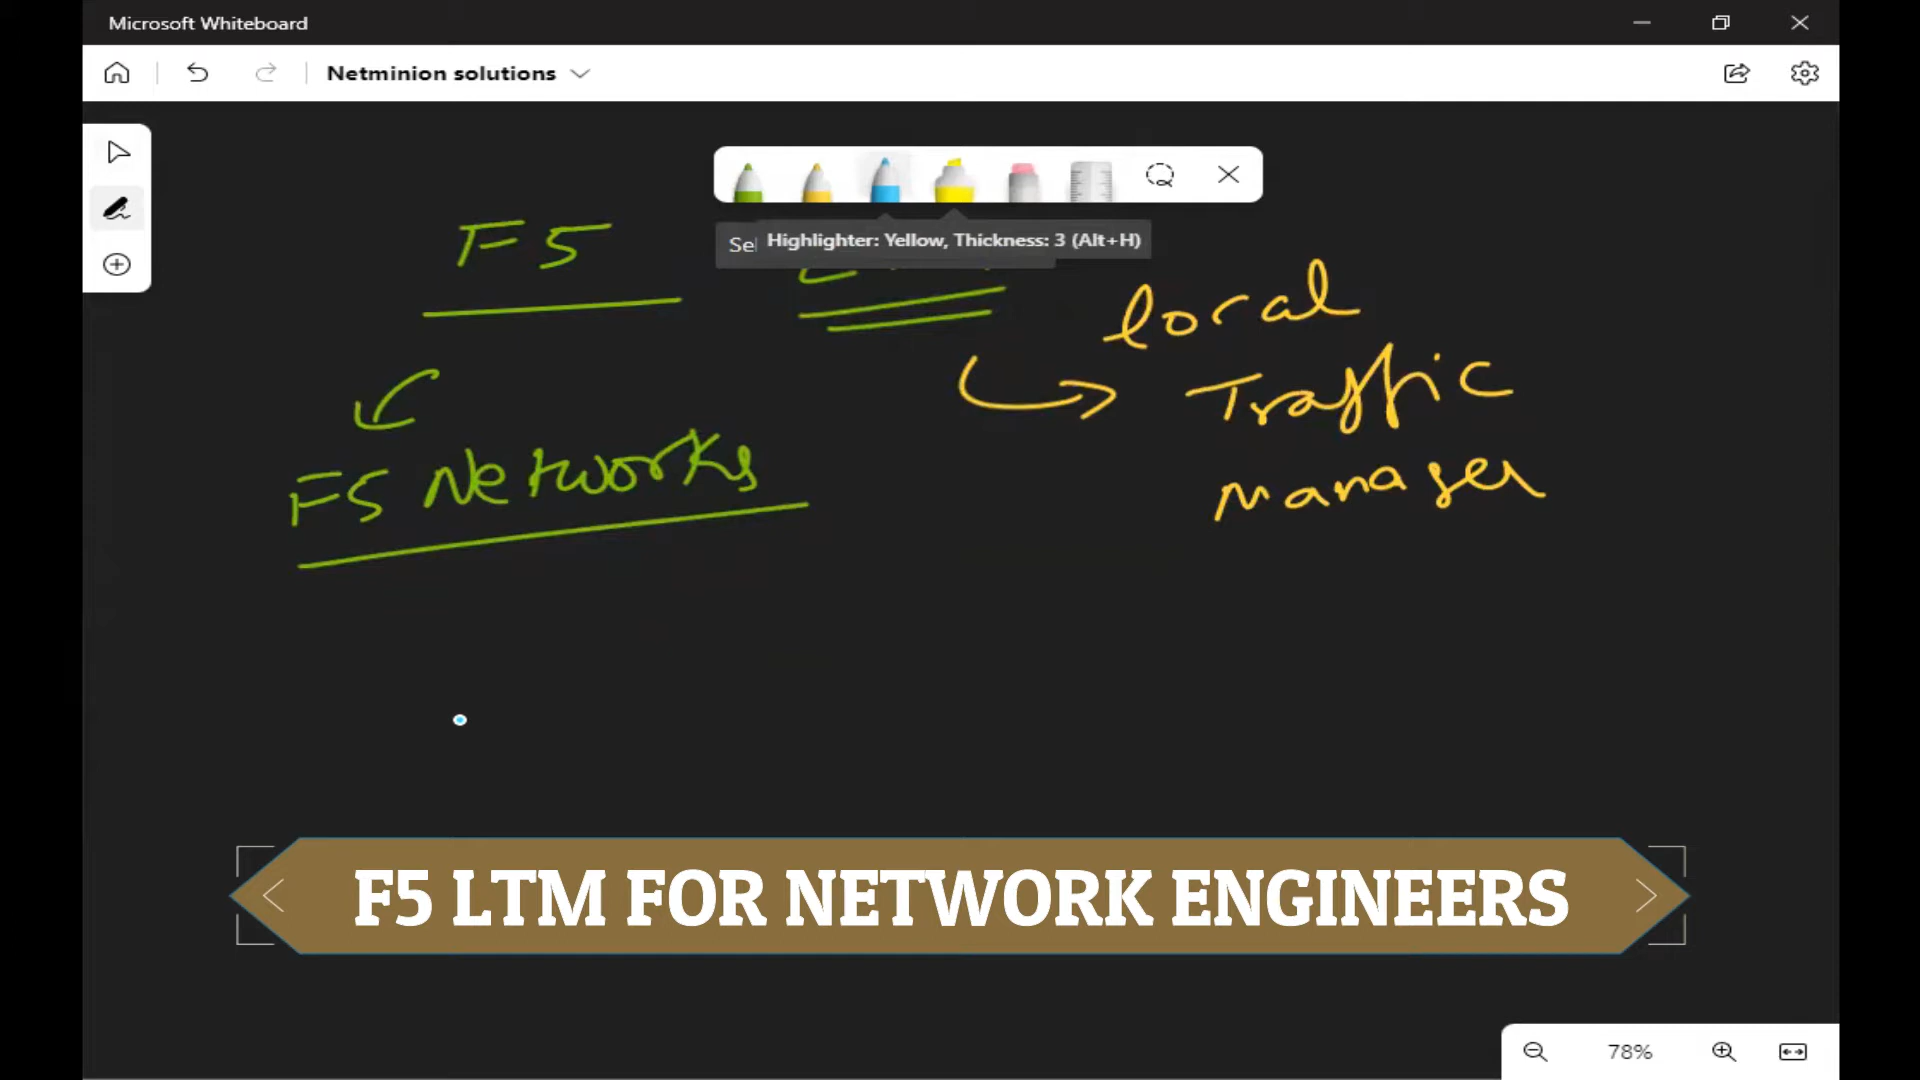 Microsoft Whiteboard
Netminion solutions
Sel
Highlighter: Yellow, Thickness: 3 (Alt+H)
F5
local
Traffic
Manager
F5 Networks
F5 LTM FOR NETWORK ENGINEERS
78%